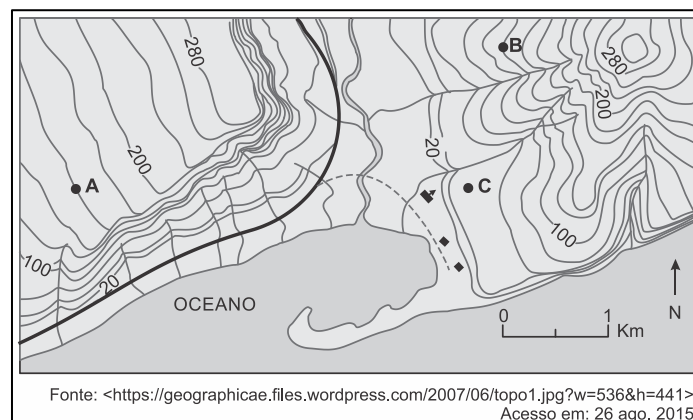 280
B
280
200
200
20
A
C
100
100
20
OCEANO
N
0 1
Km
Fonte: <https://geographicae.files.wordpress.com/2007/06/topo1.jpg?w=536&h=441>
Acesso em: 26 ago. 2015